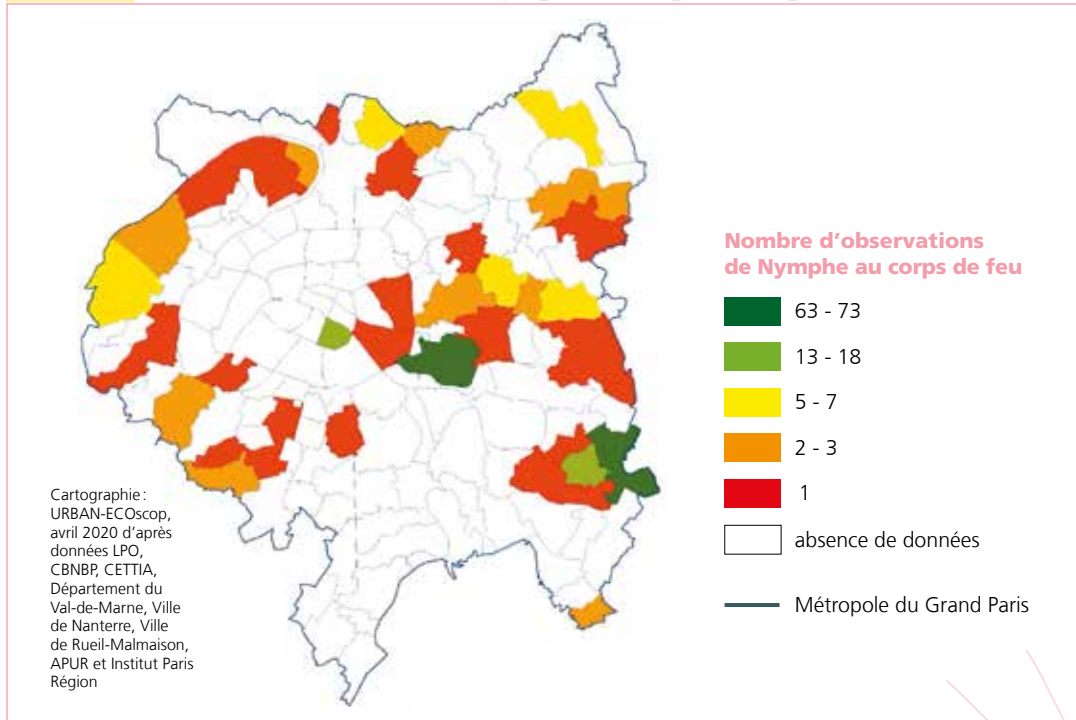 Nombre d'observations
de Nymphe au corps de feu
63 - 73
13 - 18
5 - 7
2 - 3
1
absence de données
Métropole du Grand Paris
Cartographie :
URBAN-ECOscop,
avril 2020 d'après
données LPO,
CBNBP, CETTIA,
Département du
Val-de-Marne, Ville
de Nanterre, Ville
de Rueil-Malmaison,
APUR et Institut Paris
Région